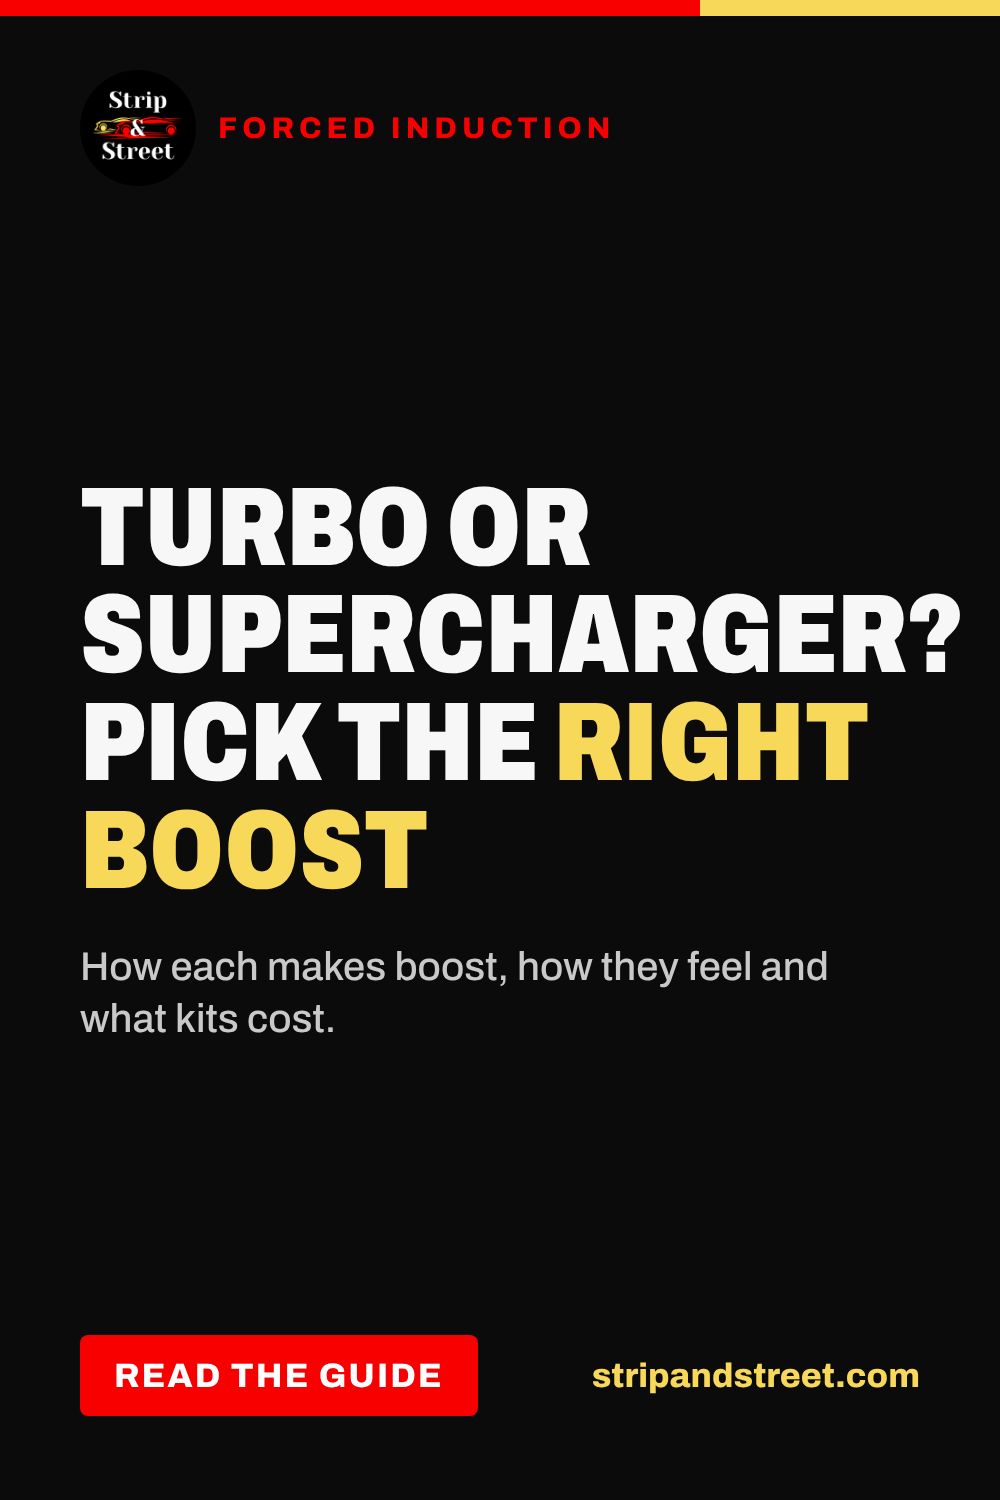 Strip
&
Street
FORCED INDUCTION
TURBO OR
SUPERCHARGER?
PICK THE RIGHT
BOOST
How each makes boost, how they feel and
what kits cost.
READ THE GUIDE
stripandstreet.com